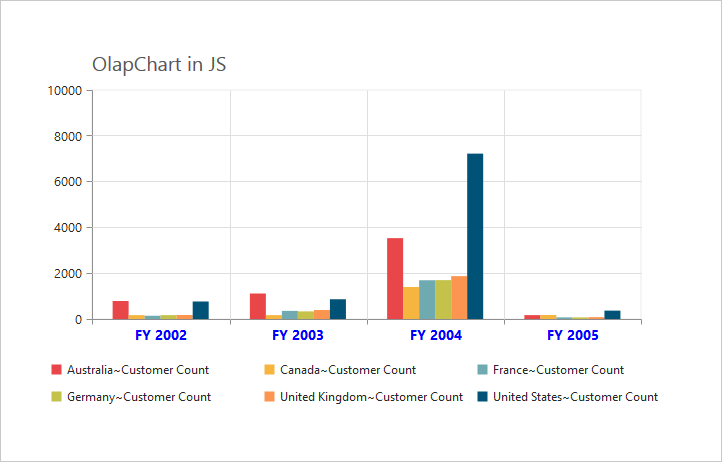 OlapChart in JS
10000
8000
6000
4000
2000
0
FY 2002 FY 2003 FY 2004 FY 2005
Australia~Customer Count Canada~Customer Count France~Customer Count
Germany~Customer Count United Kingdom~Customer Count United States~Customer Count